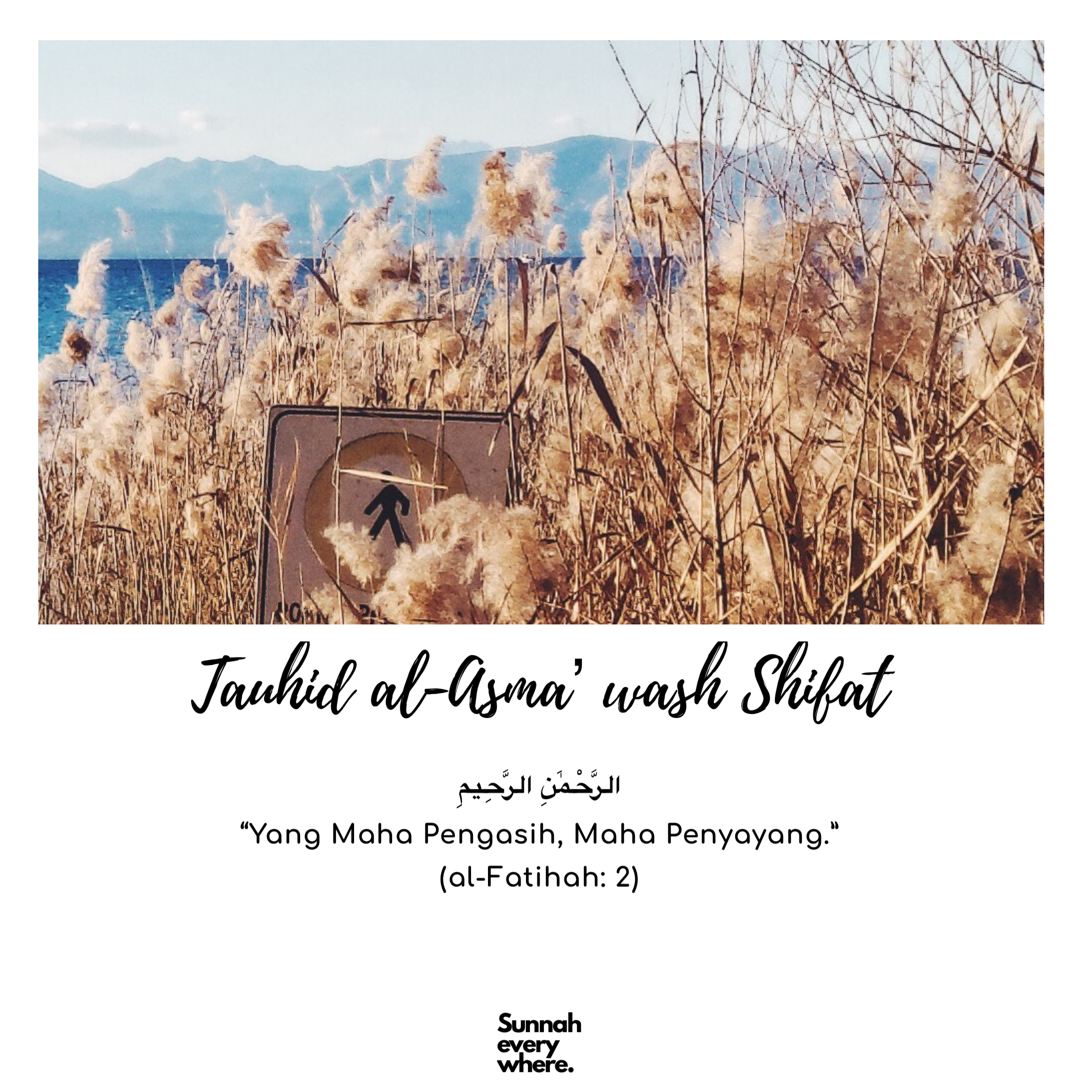 Tauhid al-Asma’ wash Shifat
الرَّحْمَٰنِ الرَّحِيمِ
“Yang Maha Pengasih, Maha Penyayang.”
(al-Fatihah: 2)
Sunnah
every
where.